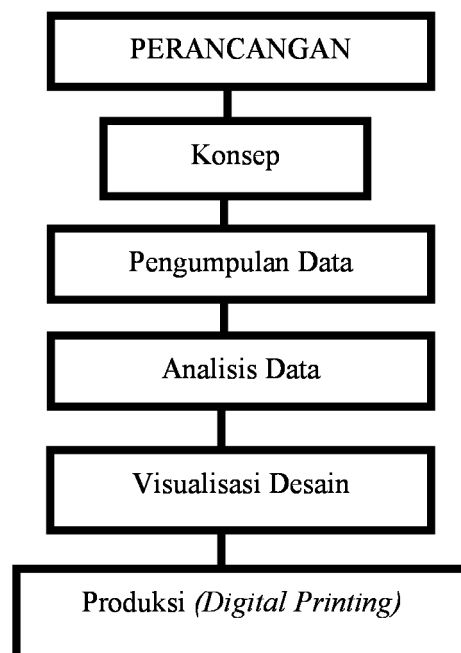 PERANCANGAN
Konsep
Pengumpulan Data
Analisis Data
Visualisasi Desain
Produksi (Digital Printing)